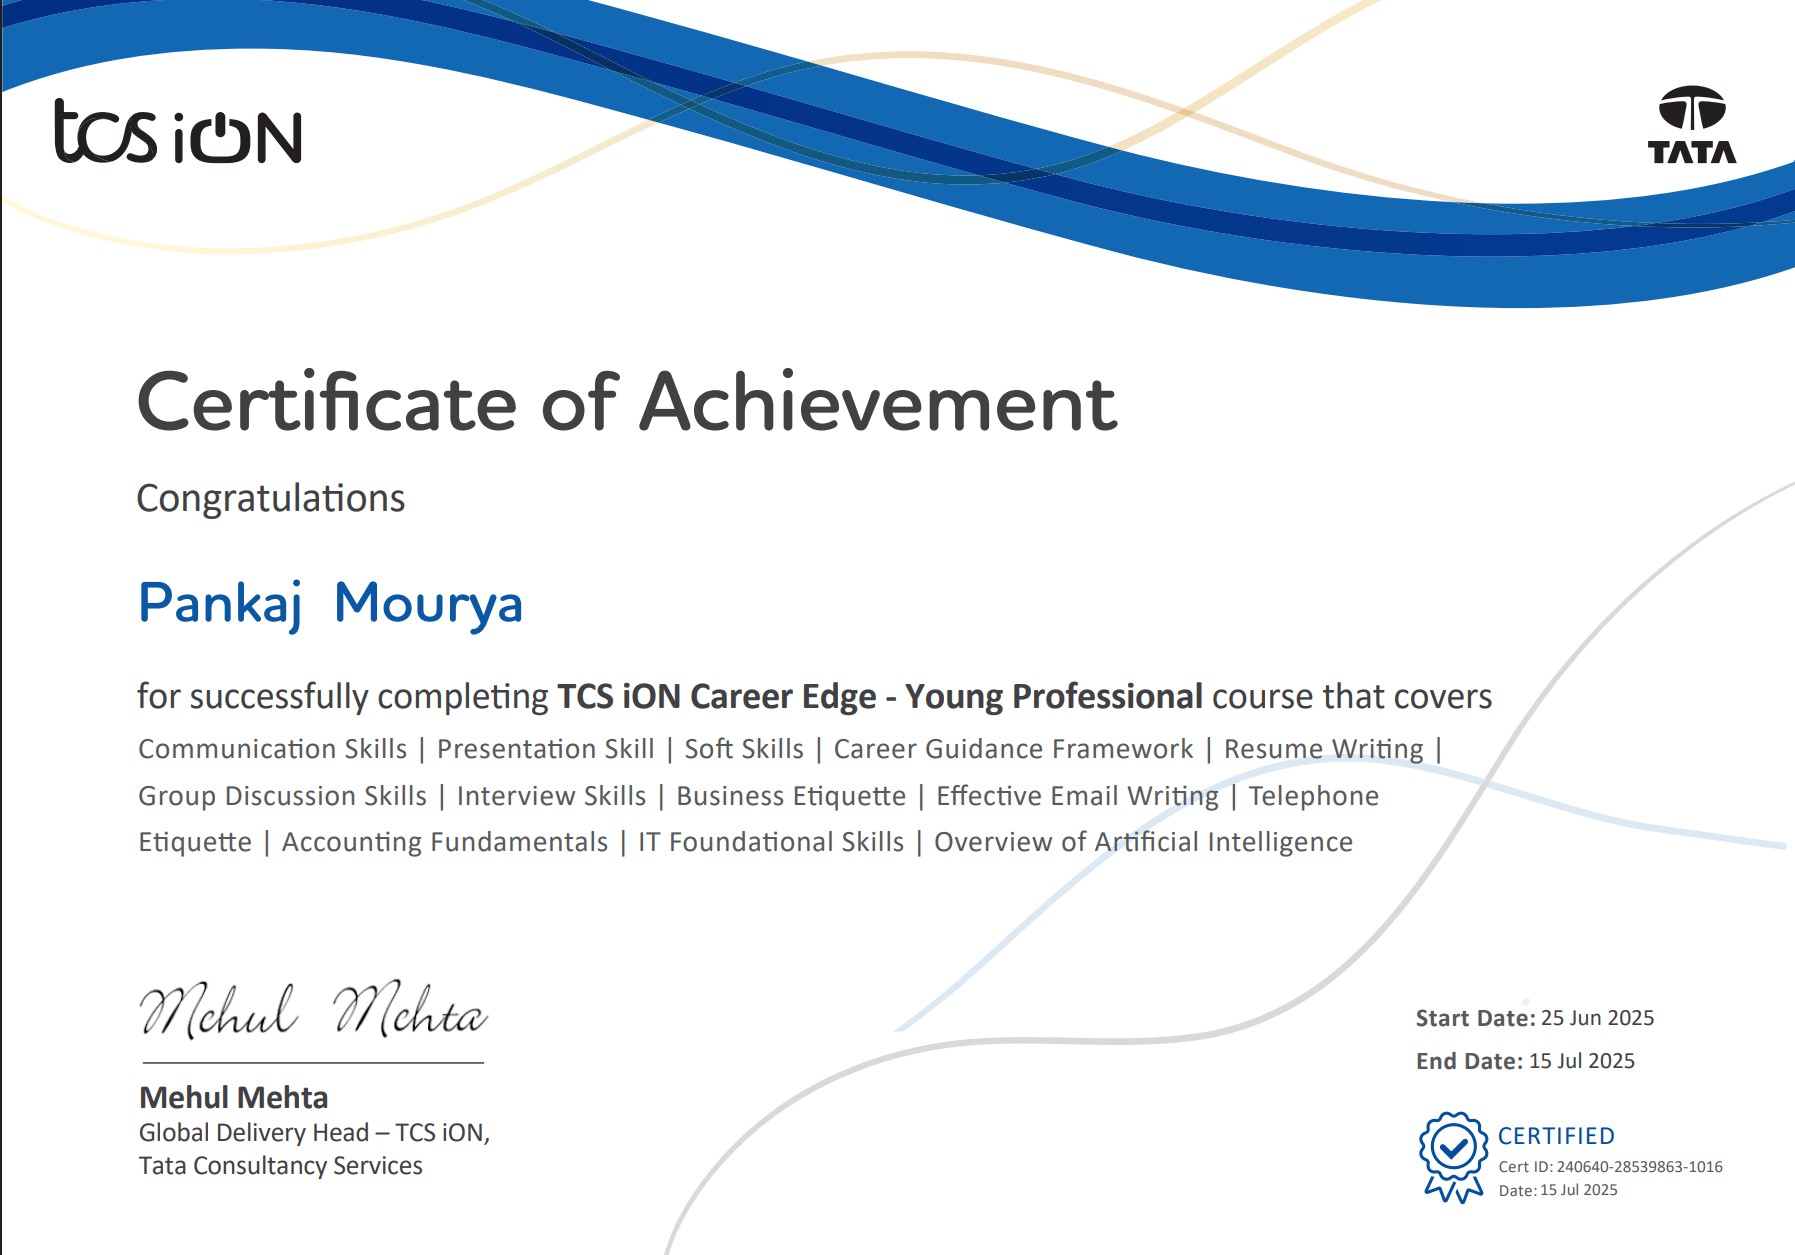 tcs iON
TATA
Certificate of Achievement
Congratulations
Pankaj Mourya
for successfully completing TCS iON Career Edge - Young Professional course that covers
Communication Skills | Presentation Skill | Soft Skills | Career Guidance Framework | Resume Writing |
Group Discussion Skills | Interview Skills | Business Etiquette | Effective Email Writing | Telephone
Etiquette | Accounting Fundamentals | IT Foundational Skills | Overview of Artificial Intelligence
Mehul Mehta
Mehul Mehta
Global Delivery Head – TCS iON,
Tata Consultancy Services
Start Date: 25 Jun 2025
End Date: 15 Jul 2025
CERTIFIED
Cert ID: 240640-28539863-1016
Date: 15 Jul 2025